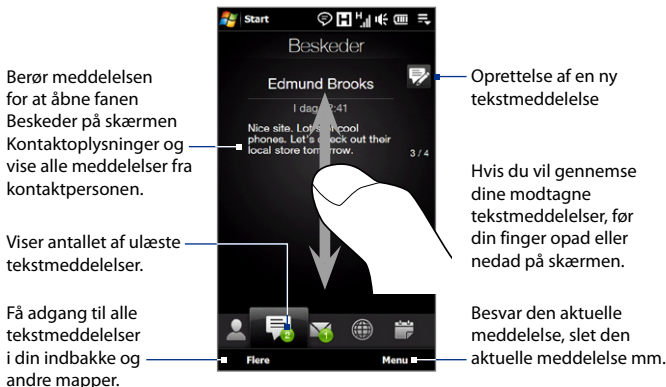 Berør meddelelsen
for at åbne fanen
Beskeder på skærmen
Kontaktoplysninger og
vise alle meddelelser fra
kontaktpersonen.
Viser antallet af ulæste
tekstmeddelelser.
Få adgang til alle
tekstmeddelelser
i din indbakke og
andre mapper.
Start
H
H
Beskeder
Edmund Brooks
I dag 12:41
Nice site. Lots of cool
phones. Let's check out their
local store tomorrow.
3 / 4
2
1
Flere
Menu
Oprettelse af en ny
tekstmeddelelse
Hvis du vil gennemse
dine modtagne
tekstmeddelelser, før
din finger opad eller
nedad på skærmen.
Besvar den aktuelle
meddelelse, slet den
aktuelle meddelelse mm.